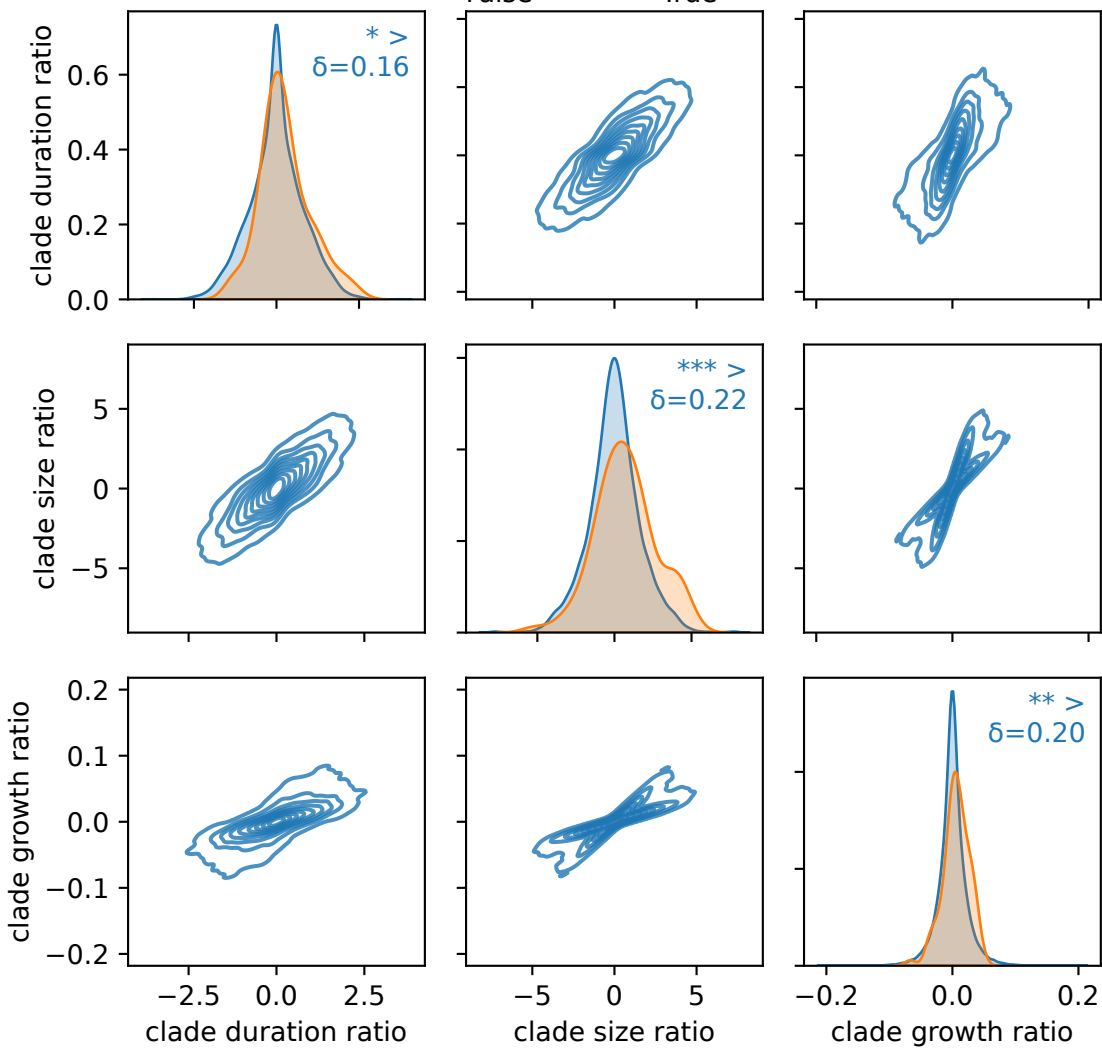 True
clade duration ratio
0.6
0.4
0.2
0.0
* >
δ=0.16
clade size ratio
5
0
−5
*** >
δ=0.22
clade growth ratio
0.2
0.1
0.0
−0.1
−0.2
** >
δ=0.20
−2.5 0.0 2.5
−5 0 5
−0.2 0.0 0.2
clade duration ratio
clade size ratio
clade growth ratio